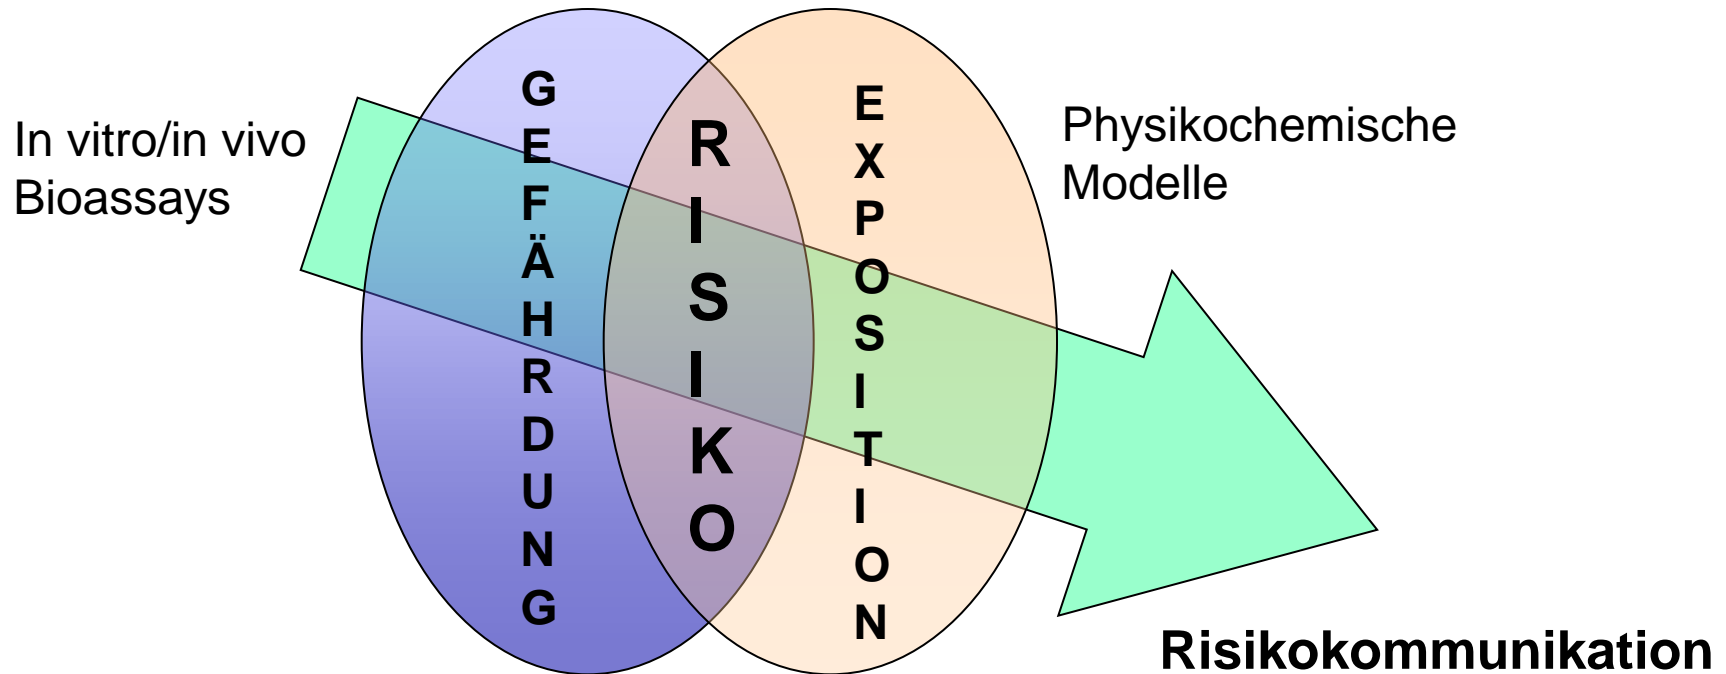 In vitro/in vivo
Bioassays
GEFÄHRDUNG
RISIKO
EXPOSITION
Physikochemische
Modelle
Risikokommunikation